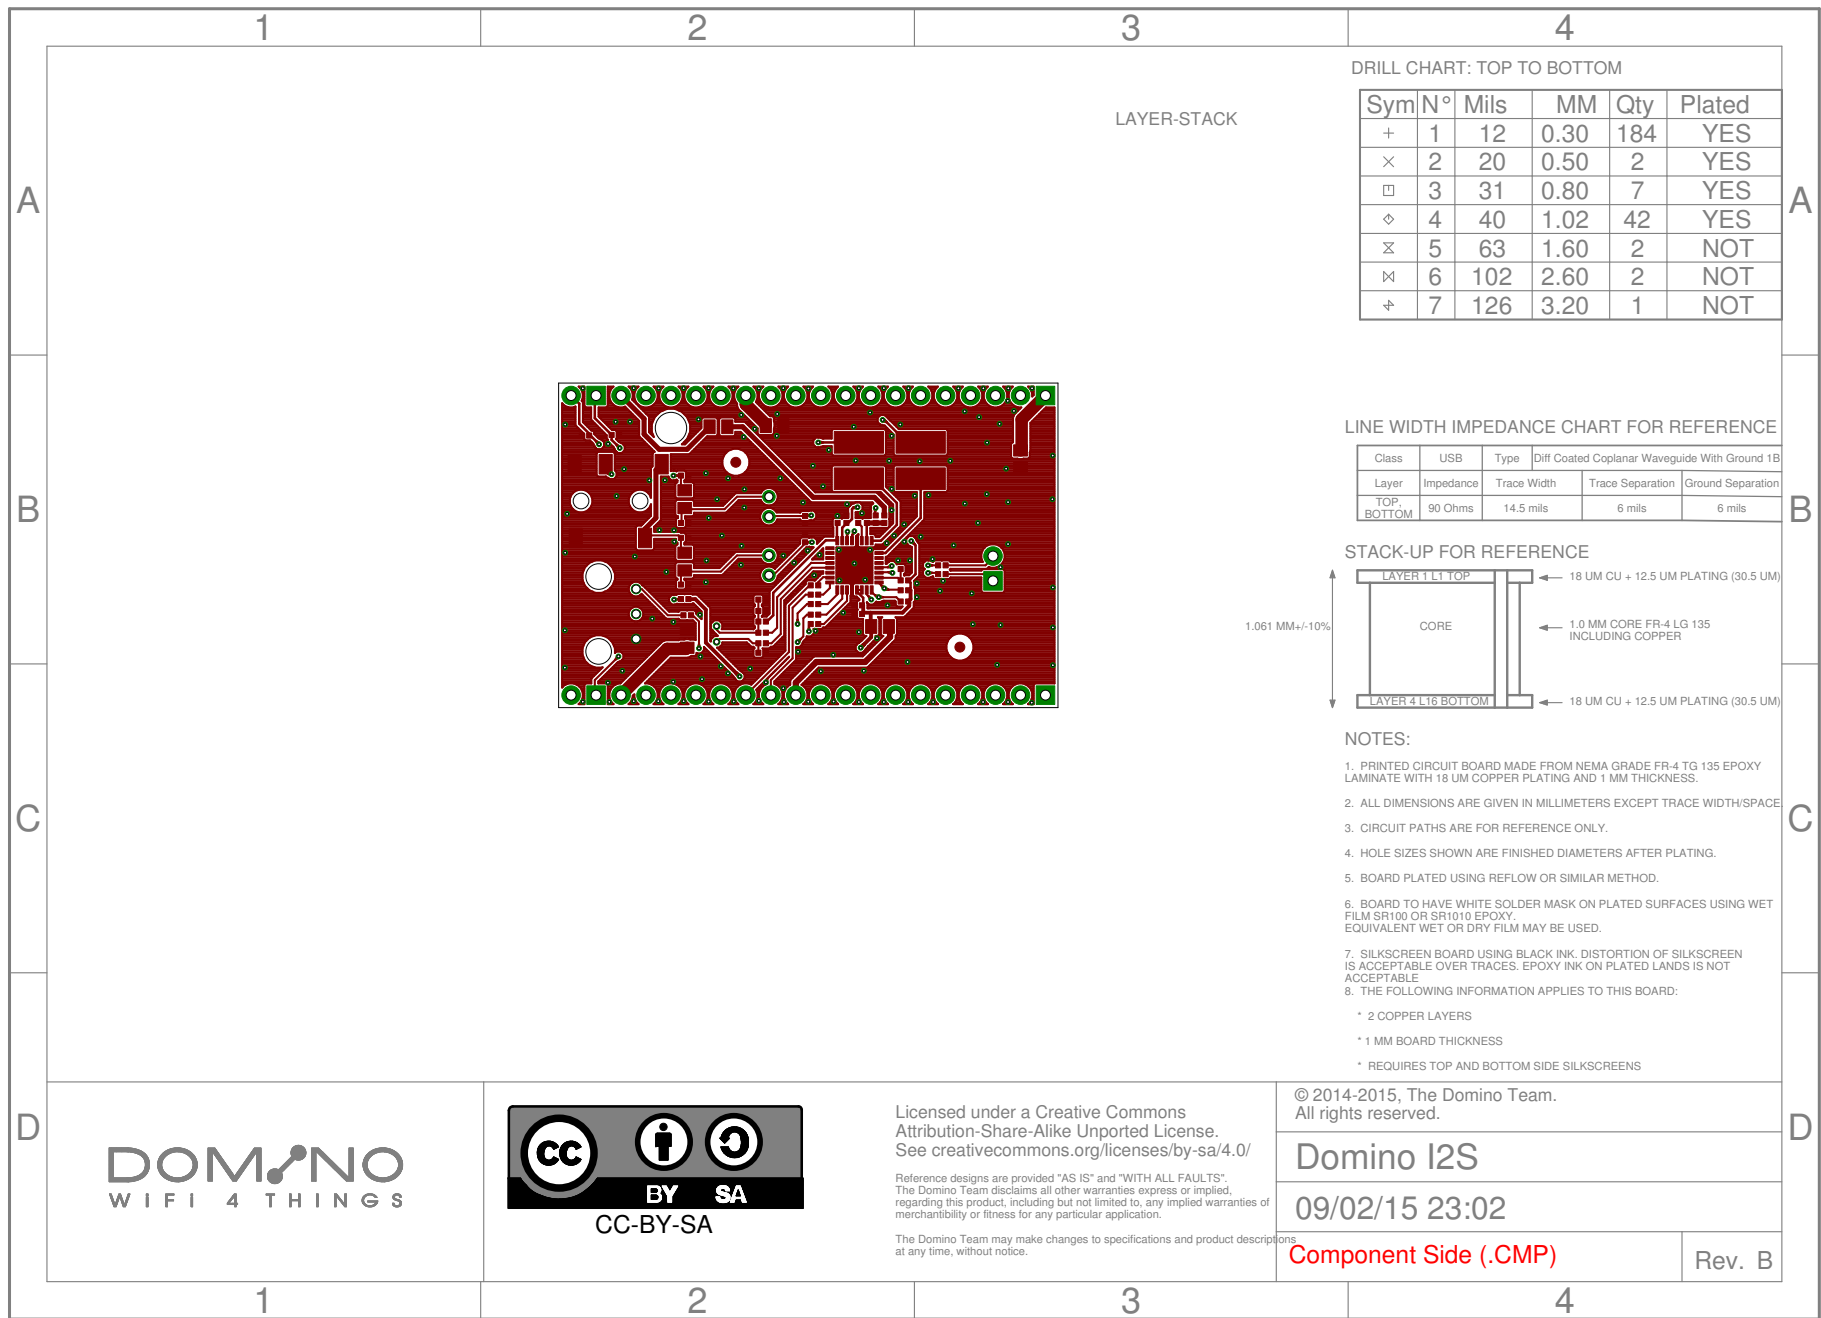 1 2 3 4
A
B
C
D
LAYER-STACK
DRILL CHART: TOP TO BOTTOM
Sym N° Mils MM Qty Plated
1 12 0.30 184 YES
2 20 0.50 2 YES
3 31 0.80 7 YES
4 40 1.02 42 YES
5 63 1.60 2 NOT
6 102 2.60 2 NOT
7 126 3.20 1 NOT
A
B
C
D
LINE WIDTH IMPEDANCE CHART FOR REFERENCE
Class USB Type Diff Coated Coplanar Waveguide With Ground 1B
Layer Impedance Trace Width Trace Separation Ground Separation
TOP, BOTTOM 90 Ohms 14.5 mils 6 mils 6 mils
STACK-UP FOR REFERENCE
LAYER 1 L1 TOP 18 UM CU + 12.5 UM PLATING (30.5 UM)
1.061 MM+/-10% CORE 1.0 MM CORE FR-4 LG 135
INCLUDING COPPER
LAYER 4 L16 BOTTOM 18 UM CU + 12.5 UM PLATING (30.5 UM)
NOTES:
1. PRINTED CIRCUIT BOARD MADE FROM NEMA GRADE FR-4 TG 135 EPOXY
LAMINATE WITH 18 UM COPPER PLATING AND 1 MM THICKNESS.
2. ALL DIMENSIONS ARE GIVEN IN MILLIMETERS EXCEPT TRACE WIDTH/SPACE
3. CIRCUIT PATHS ARE FOR REFERENCE ONLY.
4. HOLE SIZES SHOWN ARE FINISHED DIAMETERS AFTER PLATING.
5. BOARD PLATED USING REFLOW OR SIMILAR METHOD.
6. BOARD TO HAVE WHITE SOLDER MASK ON PLATED SURFACES USING WET
FILM SR100 OR SR1010 EPOXY.
EQUIVALENT WET OR DRY FILM MAY BE USED.
7. SILKSCREEN BOARD USING BLACK INK. DISTORTION OF SILKSCREEN
IS ACCEPTABLE OVER TRACES. EPOXY INK ON PLATED LANDS IS NOT
ACCEPTABLE
8. THE FOLLOWING INFORMATION APPLIES TO THIS BOARD:
* 2 COPPER LAYERS
* 1 MM BOARD THICKNESS
* REQUIRES TOP AND BOTTOM SIDE SILKSCREENS
DOMINO
WIFI 4 THINGS
cc
BY SA
CC-BY-SA
Licensed under a Creative Commons
Attribution-Share-Alike Unported License.
See creativecommons.org/licenses/by-sa/4.0/
Reference designs are provided "AS IS" and "WITH ALL FAULTS".
The Domino Team disclaims all other warranties express or implied,
regarding this product, including but not limited to, any implied warranties of
merchantibility or fitness for any particular application.
The Domino Team may make changes to specifications and product descriptions
at any time, without notice.
© 2014-2015, The Domino Team.
All rights reserved.
Domino I2S
09/02/15 23:02
Component Side (.CMP)
Rev. B
1 2 3 4